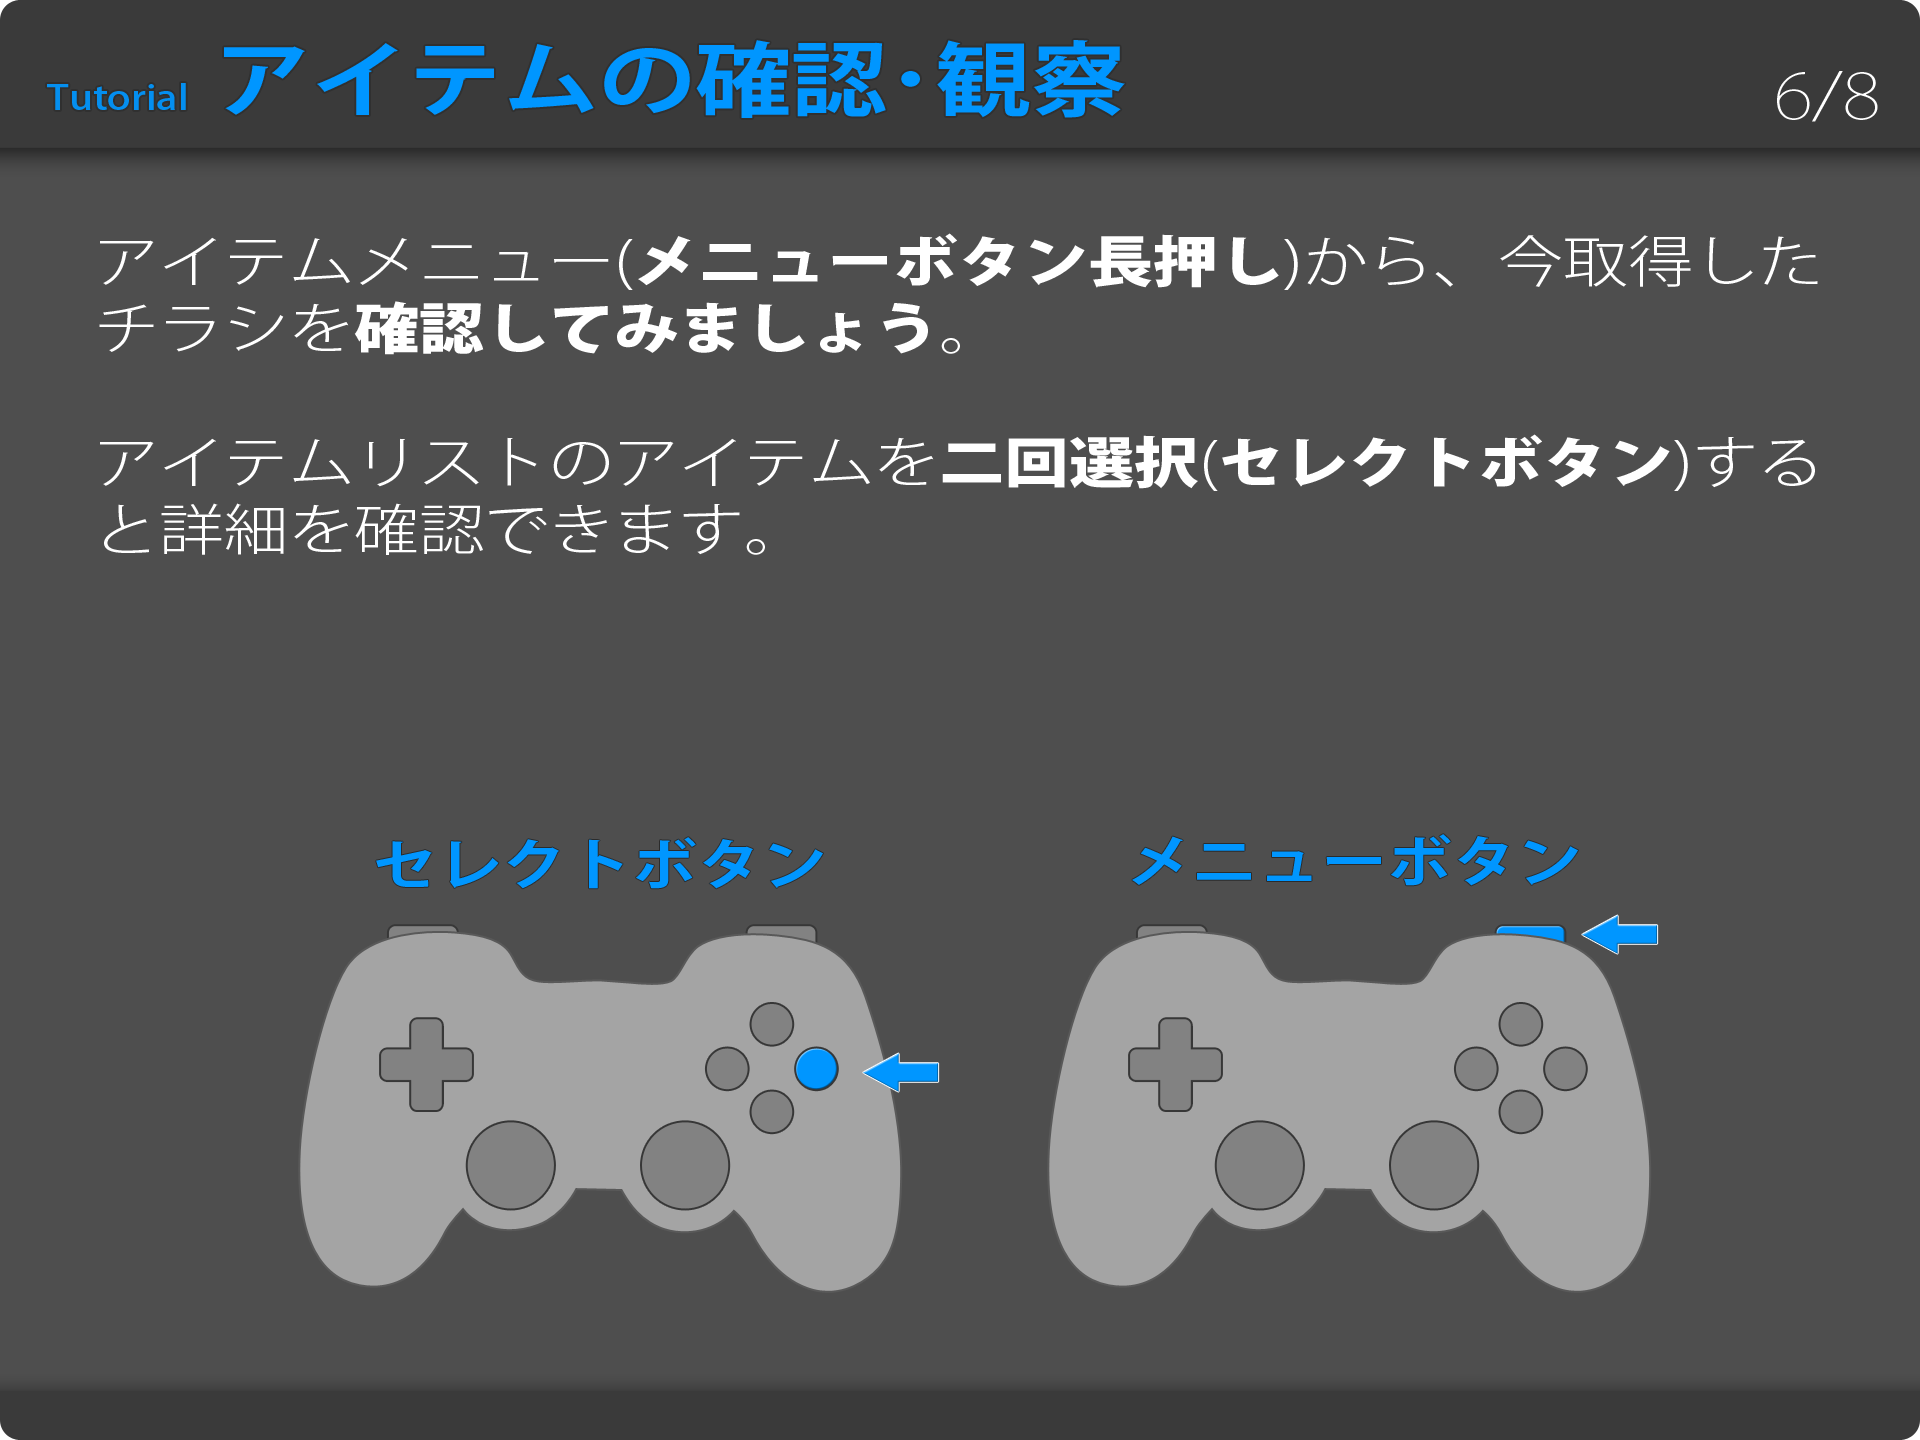 Tutorial アイテムの確認・観察
6/8
アイテムメニュー(メニューボタン長押し)から、今取得した
チラシを確認してみましょう。
アイテムリストのアイテムを二回選択(セレクトボタン)する
と詳細を確認できます。
セレクトボタン
メニューボタン